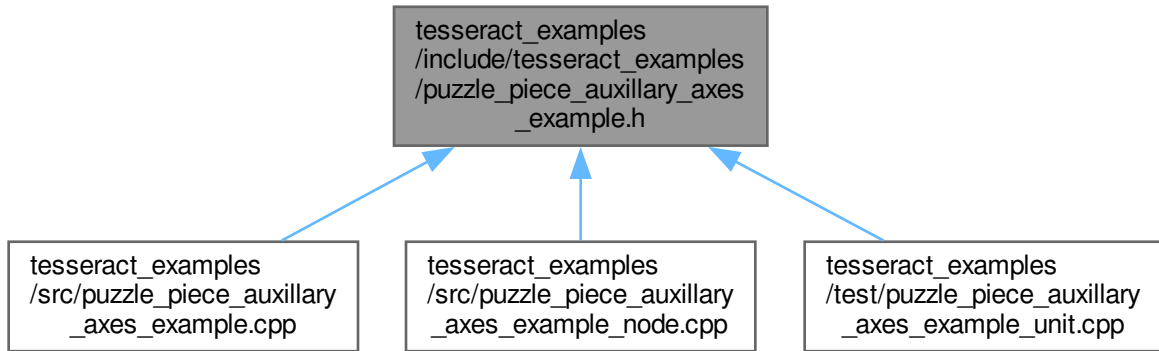 tesseract_examples
/include/tesseract_examples
/puzzle_piece_auxillary_axes
_example.h
tesseract_examples
/src/puzzle_piece_auxillary
_axes_example.cpp
tesseract_examples
/src/puzzle_piece_auxillary
_axes_example_node.cpp
tesseract_examples
/test/puzzle_piece_auxillary
_axes_example_unit.cpp